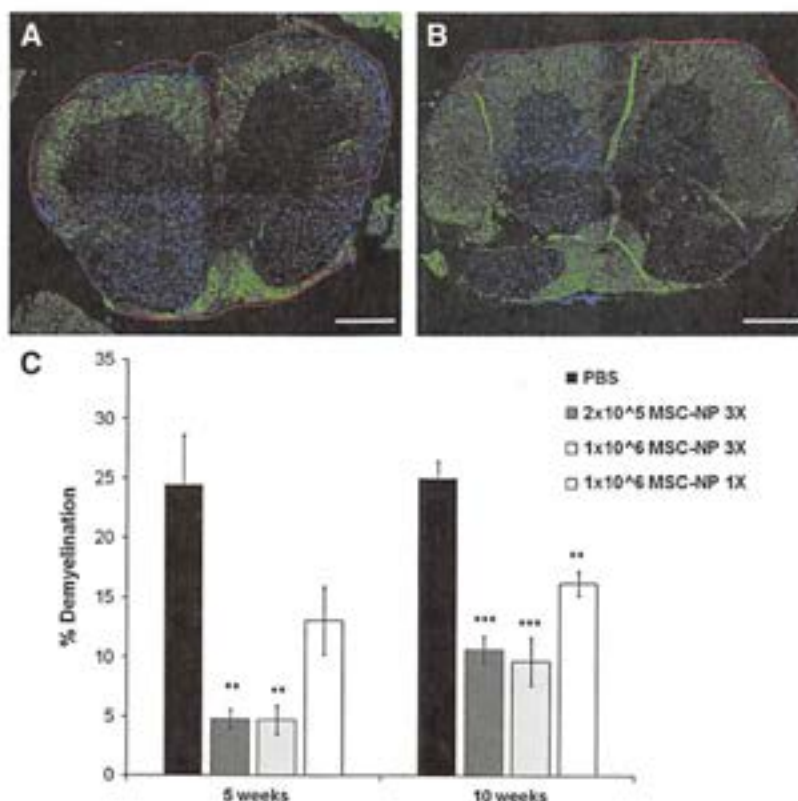 A
B
C
35
30
25
20
15
10
5
0
% Demyelination
PBS
2x10^5 MSC-NP 3X
1x10^6 MSC-NP 3X
1x10^6 MSC-NP 1X
** ** *** *** **
5 weeks 10 weeks